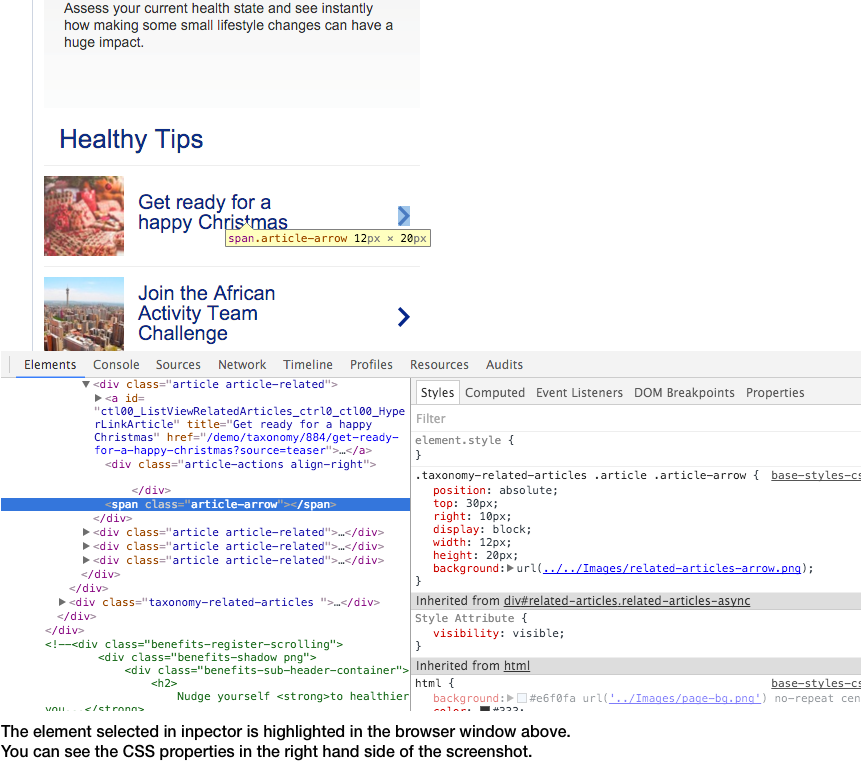 Assess your current health state and see instantly
how making some small lifestyle changes can have a
huge impact.
Healthy Tips
Get ready for a
happy Christmas
span.article-arrow 12px × 20px
Join the African
Activity Team
Challenge
Elements Console Sources Network Timeline Profiles Resources Audits
▼<div class="article article-related">
▶<a id=
"ctl00_ListViewRelatedArticles_ctrl0_ctl00_Hype
rLinkArticle" title="Get ready for a happy
Christmas" href="/demo/taxonomy/884/get-ready-
for-a-happy-christmas?source=teaser">…</a>
<div class="article-actions align-right">
</div>
<span class="article-arrow"></span>
</div>
▶<div class="article article-related">…</div>
▶<div class="article article-related">…</div>
▶<div class="article article-related">…</div>
</div>
</div>
▶<div class="taxonomy-related-articles ">…</div>
</div>
</div>
<!--<div class="benefits-register-scrolling">
<div class="benefits-shadow png">
<div class="benefits-sub-header-container">
<h2>
Nudge yourself <strong>to healthier
you...</strong>
Styles Computed Event Listeners DOM Breakpoints Properties
Filter
element.style {
}
.taxonomy-related-articles .article .article-arrow { base-styles-cs
position: absolute;
top: 30px;
right: 10px;
display: block;
width: 12px;
height: 20px;
background:▶url(../../Images/related-articles-arrow.png);
}
Inherited from div#related-articles.related-articles-async
Style Attribute {
visibility: visible;
}
Inherited from html
html { base-styles-cs
background:▶#e6f0fa url('../Images/page-bg.png') no-repeat cen
color: #333;
The element selected in inpector is highlighted in the browser window above.
You can see the CSS properties in the right hand side of the screenshot.